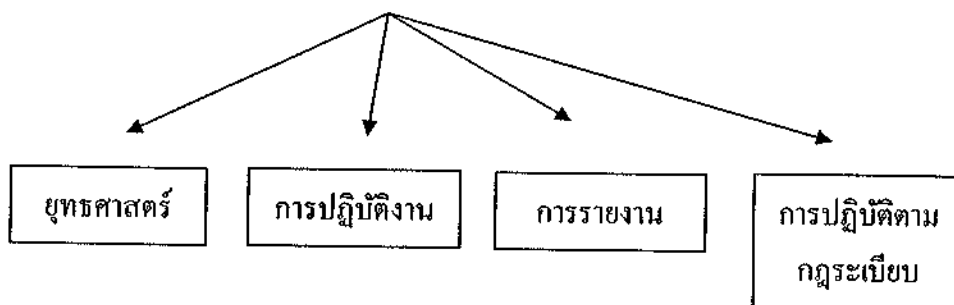 ยุทธศาสตร์
การปฏิบัติงาน
การรายงาน
การปฏิบัติตาม
กฎระเบียบ